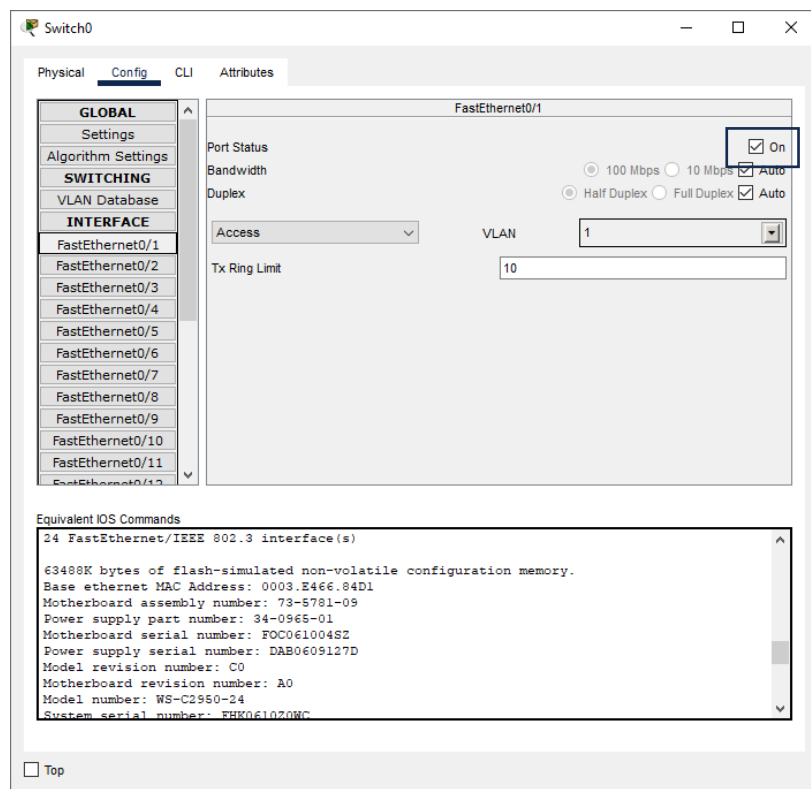 Switch0
Physical Config CLI Attributes
GLOBAL
Settings
Algorithm Settings
SWITCHING
VLAN Database
INTERFACE
FastEthernet0/1
FastEthernet0/2
FastEthernet0/3
FastEthernet0/4
FastEthernet0/5
FastEthernet0/6
FastEthernet0/7
FastEthernet0/8
FastEthernet0/9
FastEthernet0/10
FastEthernet0/11
FastEthernet0/12
FastEthernet0/1
Port Status On
Bandwidth 100 Mbps 10 Mbps Auto
Duplex Half Duplex Full Duplex Auto
Access VLAN 1
Tx Ring Limit 10
Equivalent IOS Commands
24 FastEthernet/IEEE 802.3 interface(s)
63488K bytes of flash-simulated non-volatile configuration memory.
Base ethernet MAC Address: 0003.E466.84D1
Motherboard assembly number: 73-5781-09
Power supply part number: 34-0965-01
Motherboard serial number: FOC061004SZ
Power supply serial number: DAB0609127D
Model revision number: C0
Motherboard revision number: A0
Model number: WS-C2950-24
System serial number: FHK0610Z0WC
Top